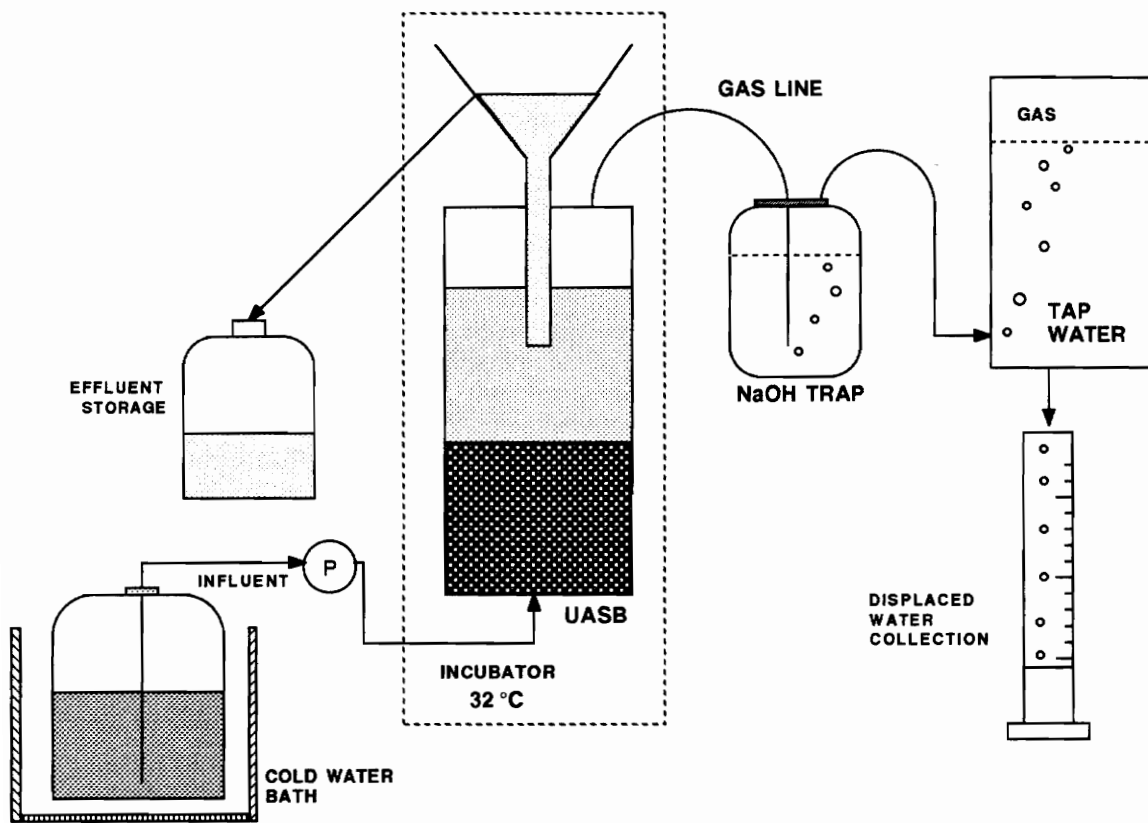 GAS LINE
GAS
TAP
WATER
NaOH TRAP
EFFLUENT
STORAGE
INFLUENT
P
UASB
DISPLACED
WATER
COLLECTION
INCUBATOR
32 °C
COLD WATER
BATH